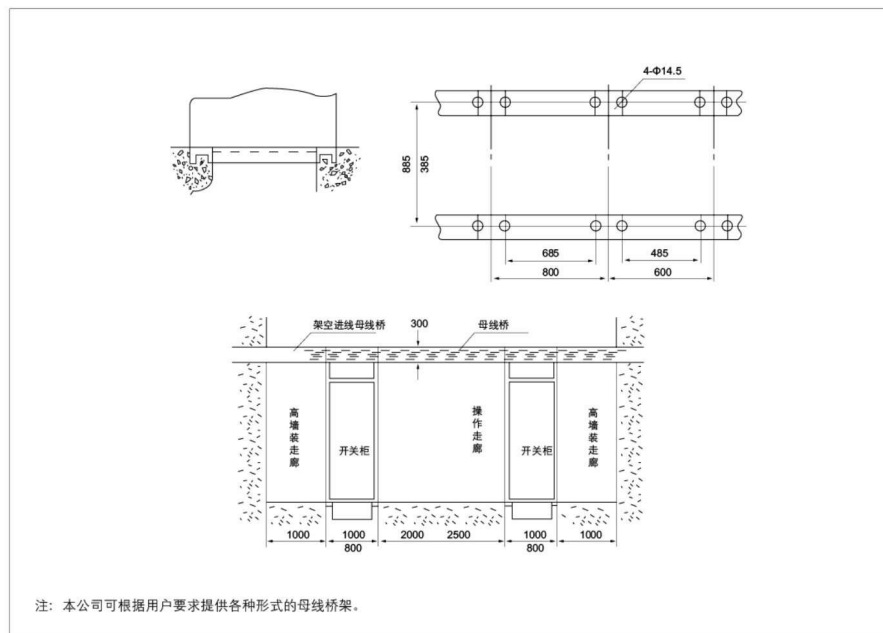 4-Φ14.5
885
385
685
485
800
600
架空进线母线桥
300
母线桥
高墙装走廊
开关柜
操作走廊
开关柜
高墙装走廊
1000
1000
2000
2500
1000
1000
800
800
注: 本公司可根据用户要求提供各种形式的母线桥架。